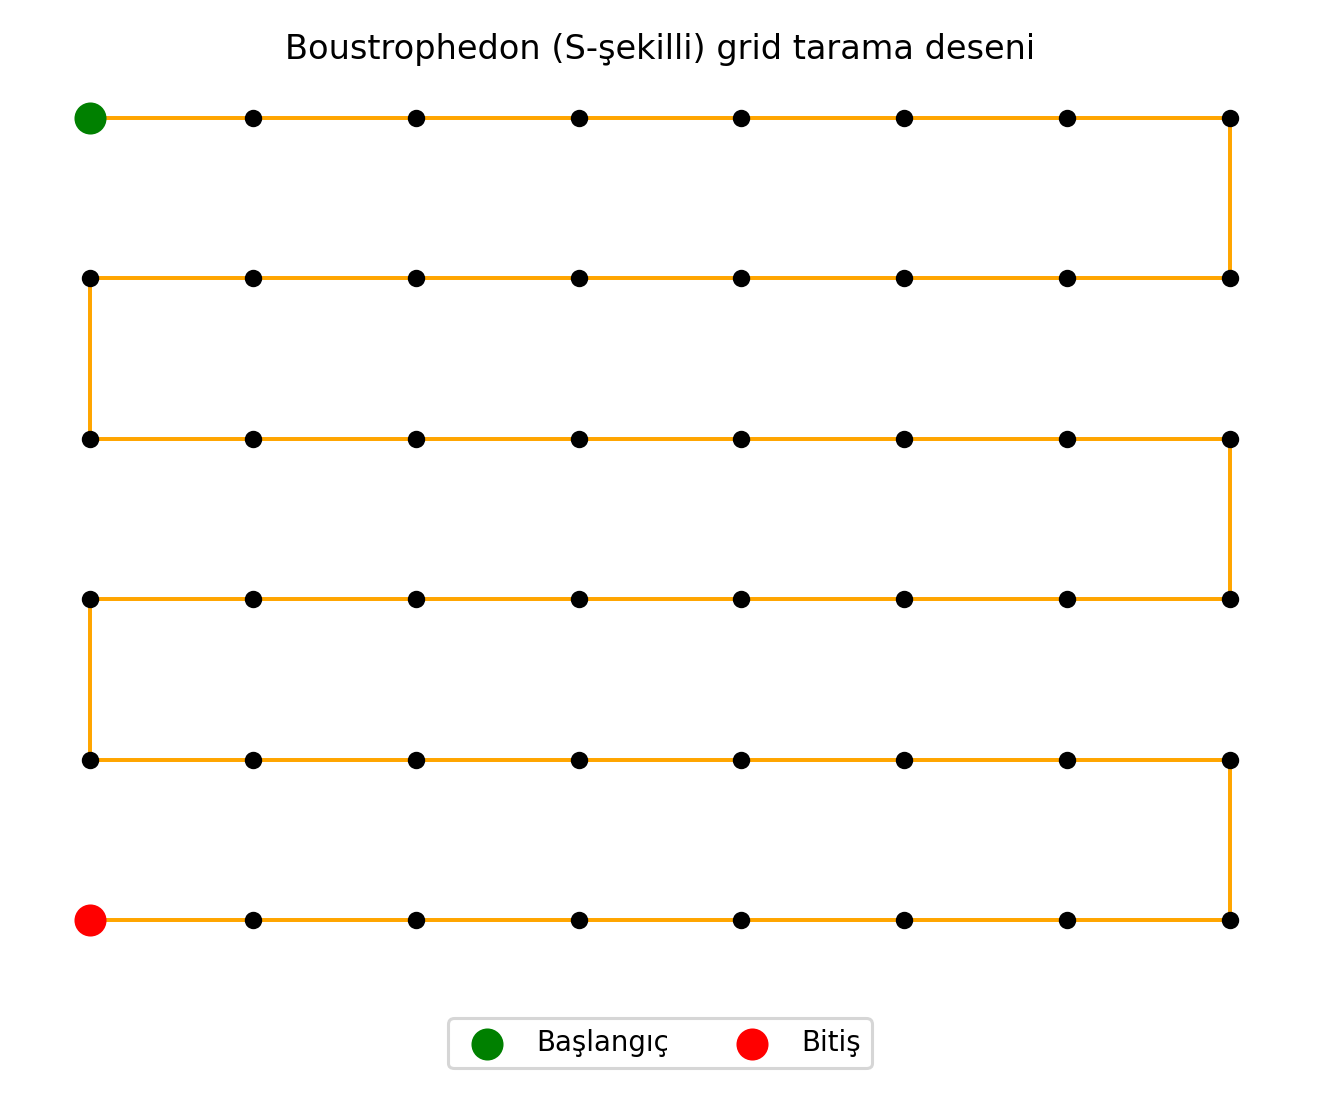 Boustrophedon (S-şekilli) grid tarama deseni
Başlangıç
Bitiş